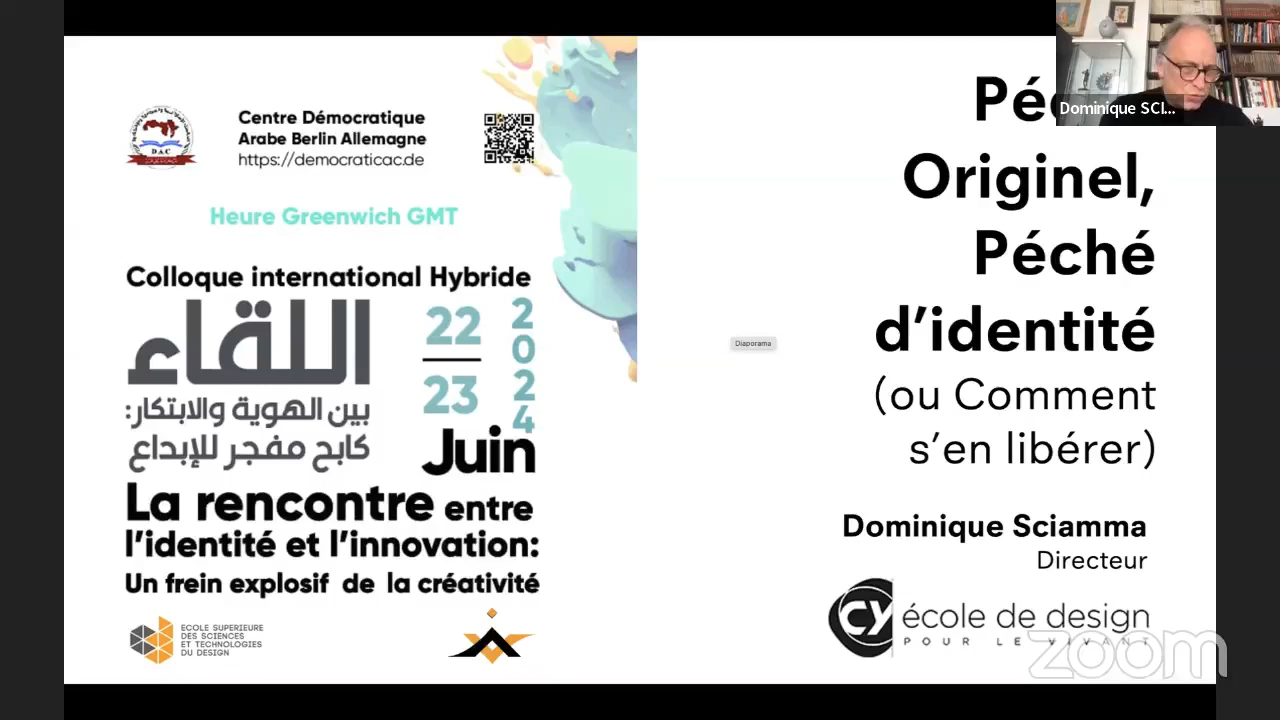 Centre Démocratique
Arabe Berlin Allemagne
https://democraticac.de
D.A.C
Heure Greenwich GMT
Colloque international Hybride
اللقاء
بين الهوية والابتكار:
كابح مفجر للإبداع
22
23
2024
Juin
La rencontre entre
l'identité et l'innovation:
Un frein explosif de la créativité
ECOLE SUPERIEURE
DES SCIENCES
ET TECHNOLOGIES
DU DESIGN
Diaporama
Originel,
Péché
d'identité
(ou Comment
s'en libérer)
Dominique Sciamma
Directeur
CY école de design
POUR LE VIVANT
Dominique SCI...
zoom